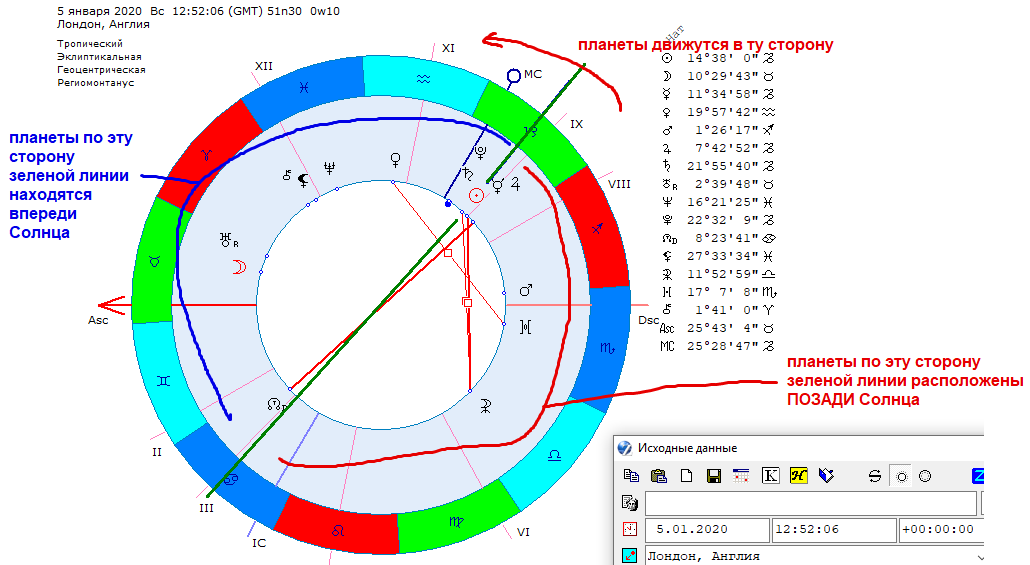 5 января 2020 Вс 12:52:06 (GMT) 51n30 0w10
Лондон, Англия
Тропический
Эклиптикальная
Геоцентрическая
Региомонтанус
планеты движутся в ту сторону
Нат
☉ 14°38' 0"♑
☽ 10°29'43"♉
☿ 11°34'58"♑
♀ 19°57'42"♒
♂ 1°26'17"♐
♃ 7°42'52"♑
♄ 21°55'40"♑
♅R 2°39'48"♉
♆ 16°21'25"♓
♇ 22°32' 9"♑
☊D 8°23'41"♋
⚸ 27°33'34"♓
11°52'59"♎
17° 7' 8"♏
⚷ 1°41' 0"♈
Asc 25°43' 4"♉
MC 25°28'47"♑
планеты по эту
сторону
зеленой линии
находятся
впереди
Солнца
XI
XII
MC
IX
VIII
R
Asc
Dsc
D
II
III
IC
VI
планеты по эту сторону
зеленой линии расположены
ПОЗАДИ Солнца
Исходные данные
K
H
Z
5.01.2020 12:52:06 +00:00:00
Лондон, Англия